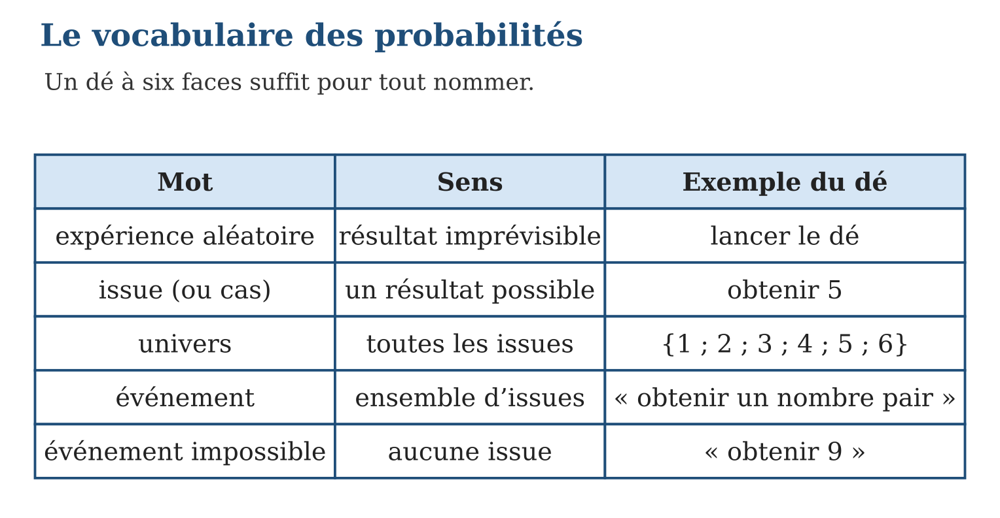 Le vocabulaire des probabilités
Un dé à six faces suffit pour tout nommer.
Mot Sens Exemple du dé
expérience aléatoire résultat imprévisible lancer le dé
issue (ou cas) un résultat possible obtenir 5
univers toutes les issues {1 ; 2 ; 3 ; 4 ; 5 ; 6}
événement ensemble d’issues « obtenir un nombre pair »
événement impossible aucune issue « obtenir 9 »